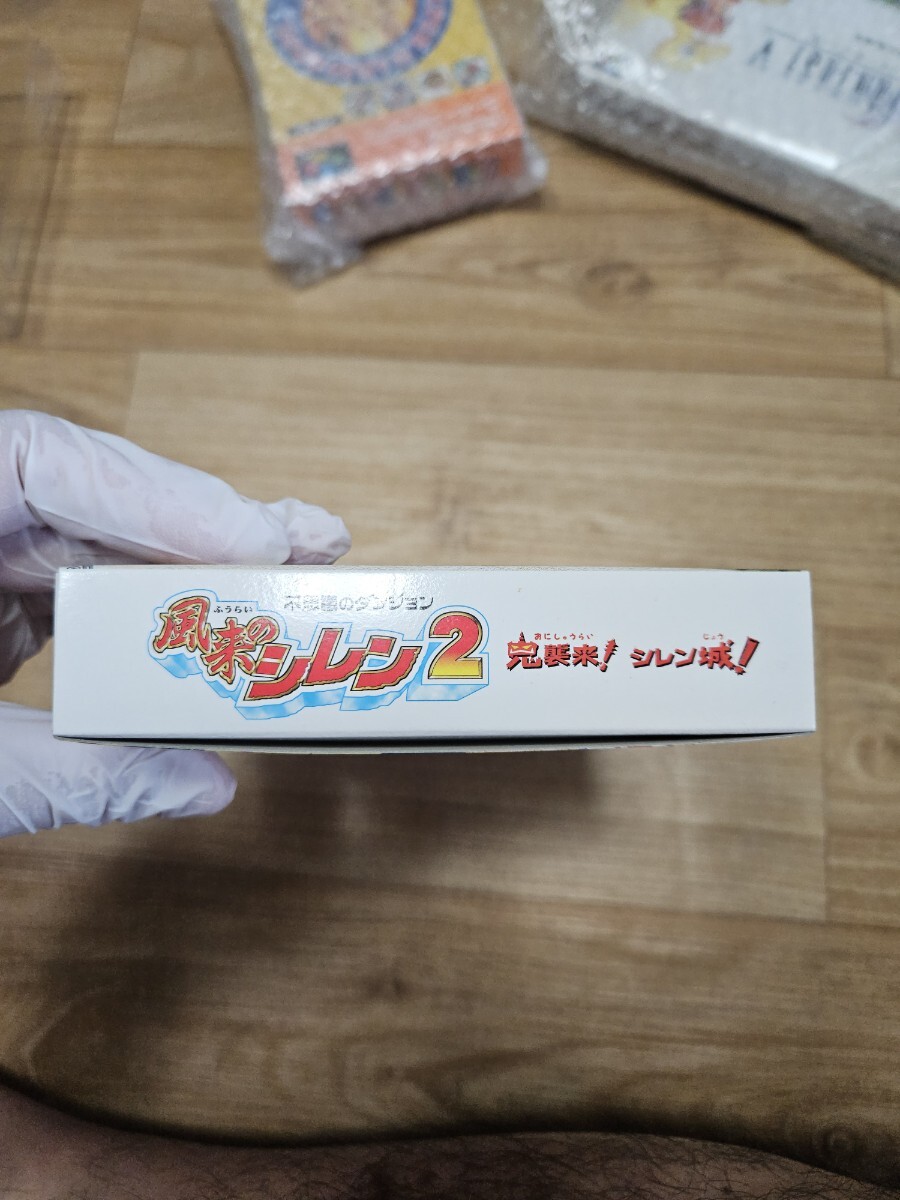 不思議のダンジョン
風来のシレン2
ふうらい
鬼襲来! シレン城!
おにしゅうらい
じょう